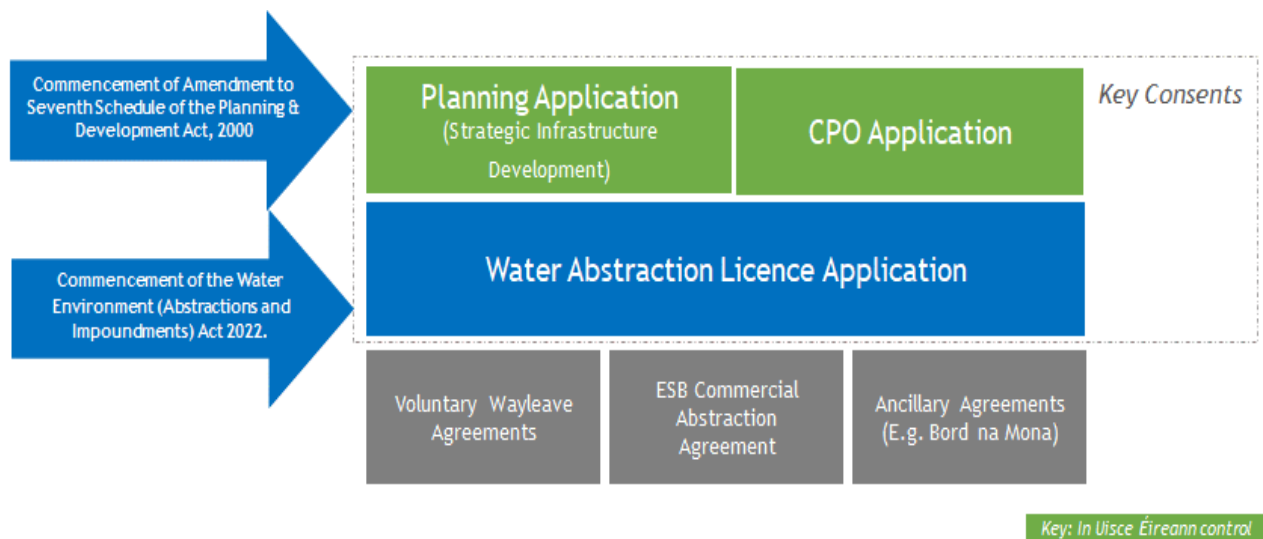 Commencement of Amendment to
Seventh Schedule of the Planning &
Development Act, 2000
Planning Application
(Strategic Infrastructure
Development)
CPO Application
Key Consents
Commencement of the Water
Environment (Abstractions and
Impoundments) Act 2022.
Water Abstraction Licence Application
Voluntary Wayleave
Agreements
ESB Commercial
Abstraction
Agreement
Ancillary Agreements
(E.g. Bord na Mona)
Key: In Uisce Éireann control